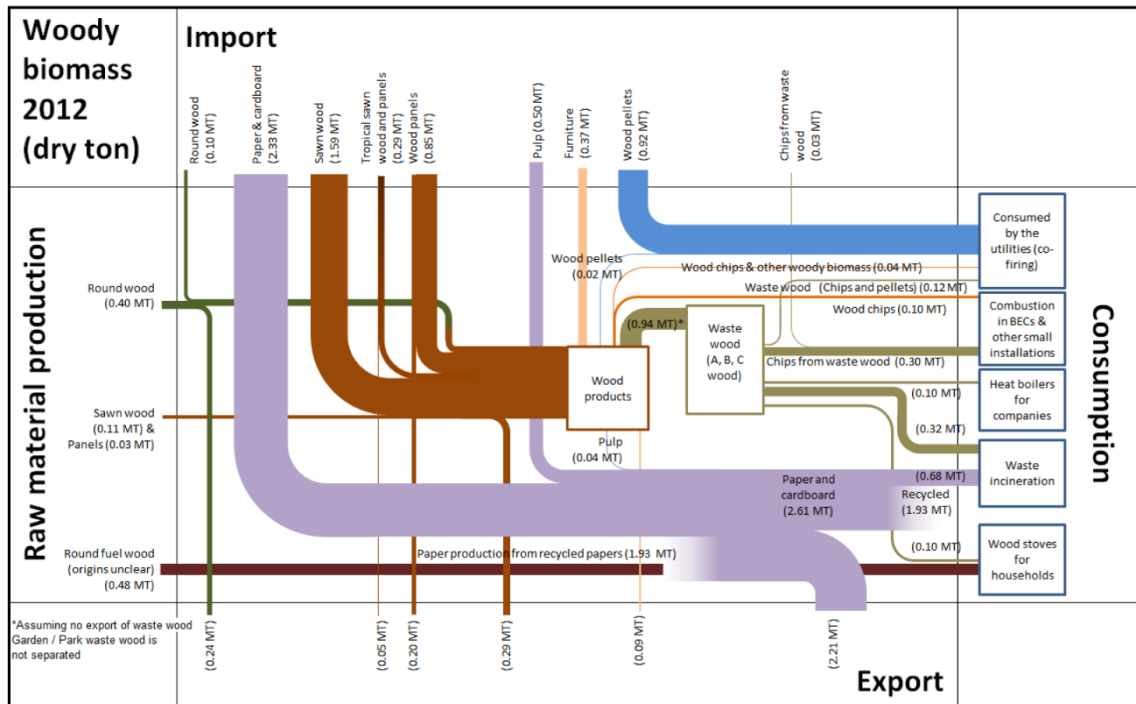 Woody
biomass
2012
(dry ton)
Import
Round wood
(0.10 MT)
Paper & cardboard
(2.33 MT)
Sawn wood
(1.59 MT)
Tropical sawn
wood and panels
(0.29 MT)
Wood panels
(0.85 MT)
Pulp (0.50 MT)
Furniture
(0.37 MT)
Wood pellets
(0.92 MT)
Chips from waste
wood (0.03 MT)
Raw material production
Round wood
(0.40 MT)
Sawn wood
(0.11 MT) &
Panels (0.03 MT)
Round fuel wood
(origins unclear)
(0.48 MT)
Wood pellets
(0.02 MT)
Wood chips & other woody biomass (0.04 MT)
Waste wood (Chips and pellets) (0.12 MT)
Wood chips (0.10 MT)
(0.94 MT)*
Waste
wood
(A, B, C
wood)
Wood
products
Chips from waste wood (0.30 MT)
(0.10 MT)
(0.32 MT)
Pulp
(0.04 MT)
Paper and
cardboard
(2.61 MT)
(0.68 MT)
Recycled
(1.93 MT)
(0.10 MT)
Paper production from recycled papers (1.93 MT)
Consumed
by the
utilities (co-
firing)
Combustion
in BECs &
other small
installations
Heat boilers
for
companies
Waste
incineration
Wood stoves
for
households
Consumption
*Assuming no export of waste wood
Garden / Park waste wood is
not separated
(0.24 MT)
(0.05 MT)
(0.20 MT)
(0.29 MT)
(0.09 MT)
(2.21 MT)
Export